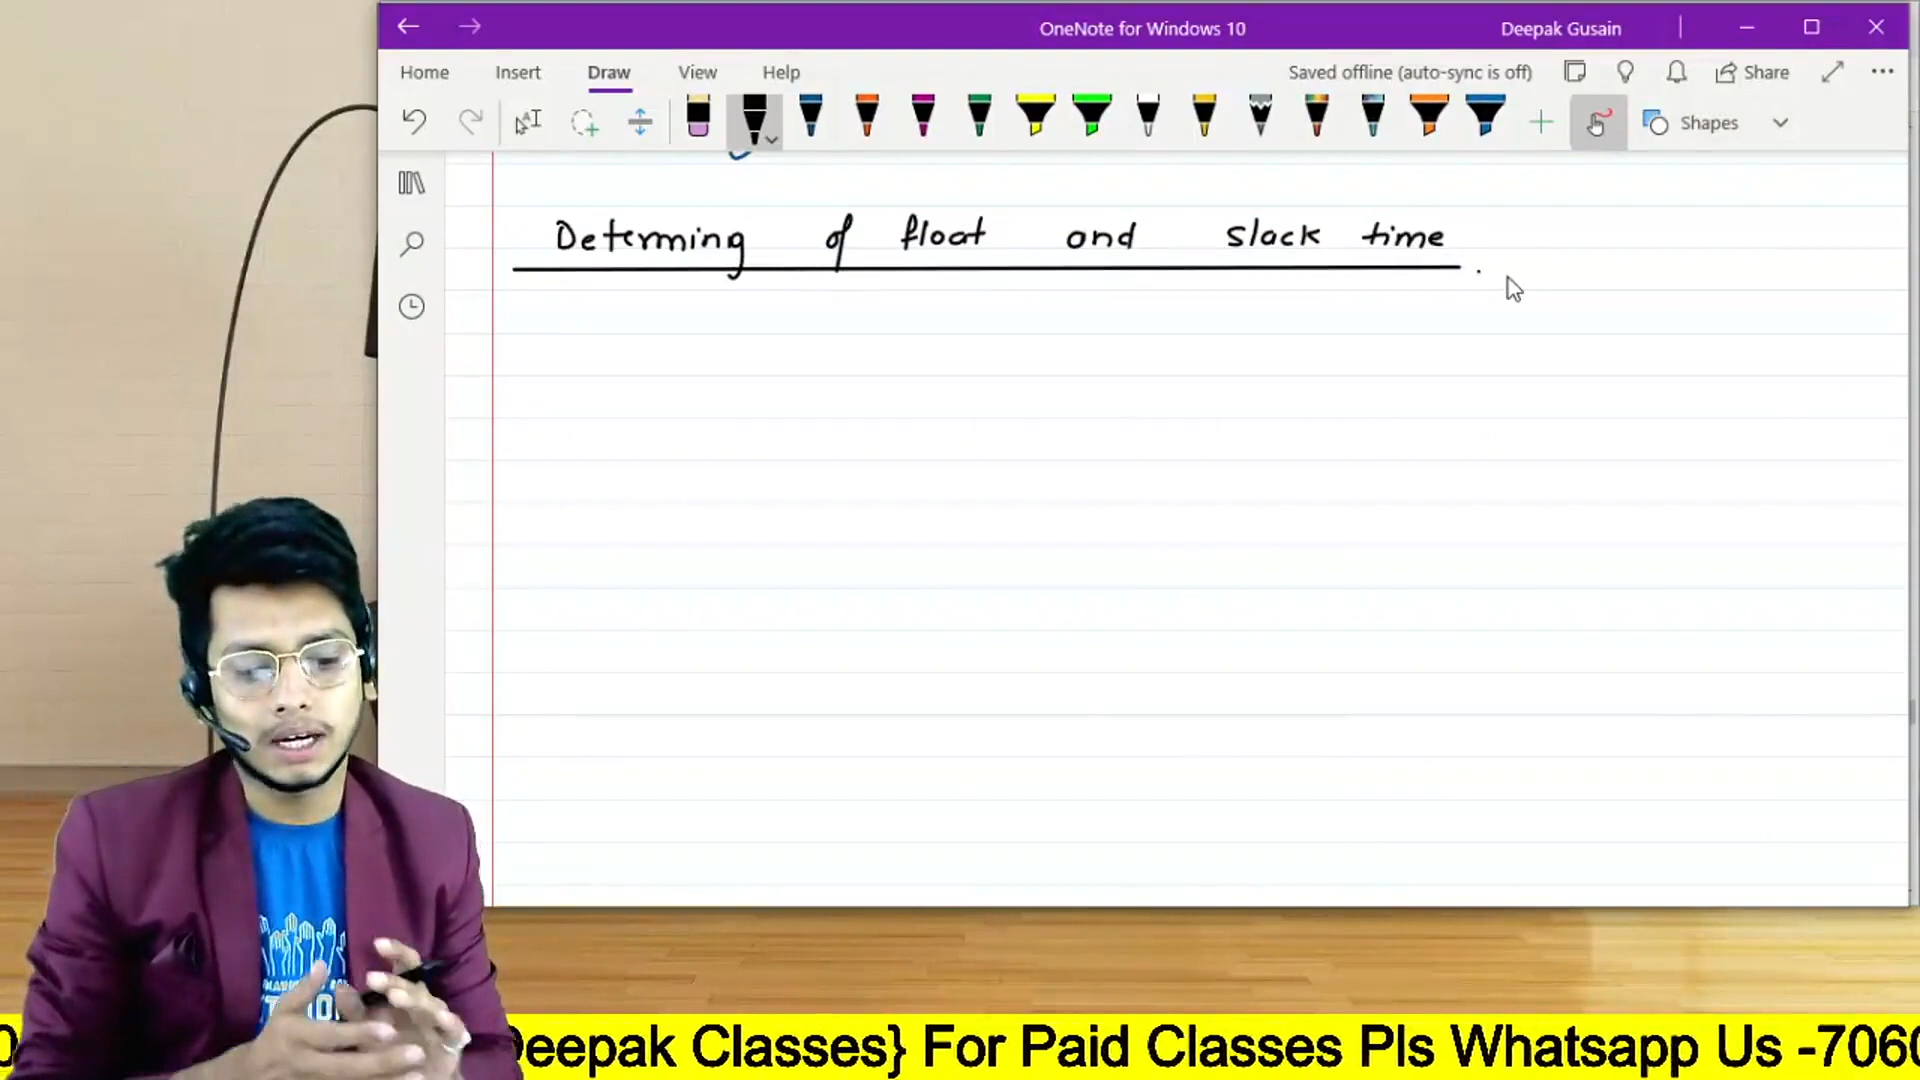 OneNote for Windows 10
Deepak Gusain
Home Insert Draw View Help
Saved offline (auto-sync is off) Share
Shapes
Determing of float and slack time.
Deepak Classes} For Paid Classes Pls Whatsapp Us -7060